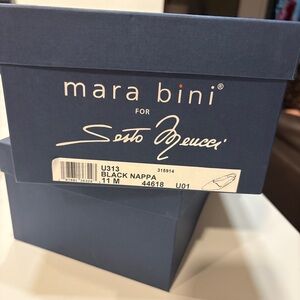 mara bini®
FOR
Sesto Meucci
U313 315914
BLACK NAPPA
11 M 44618 U01